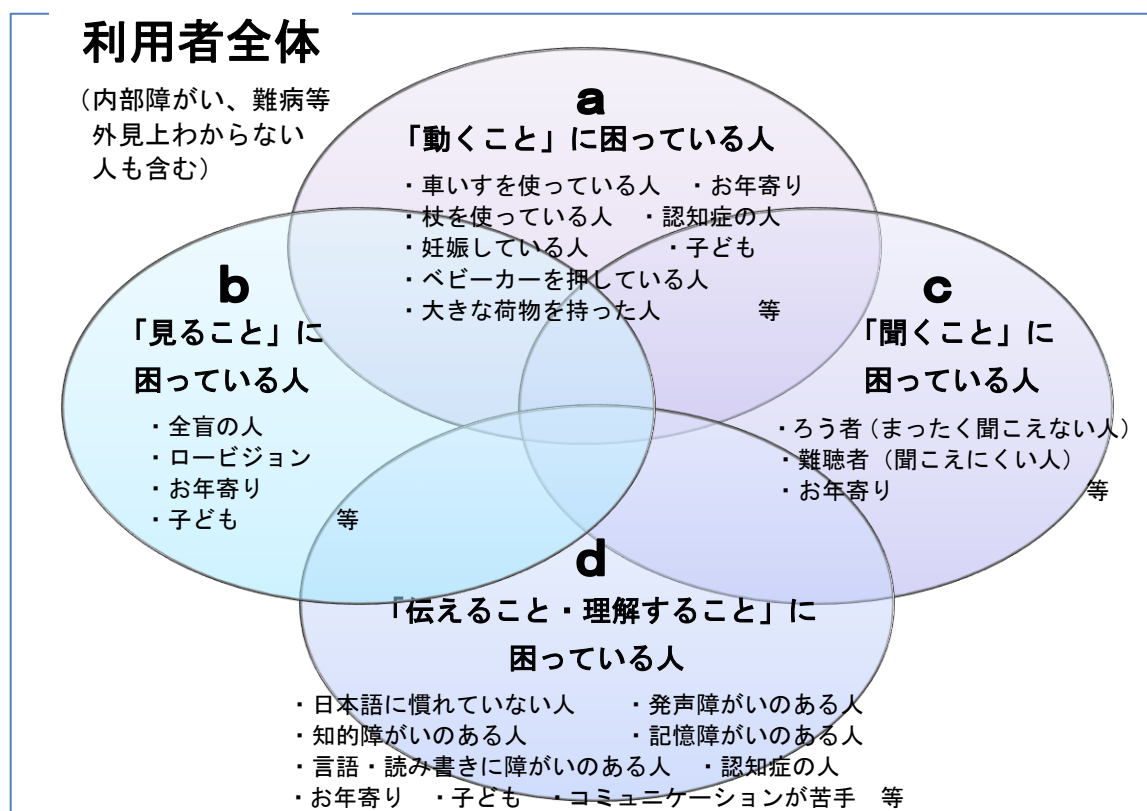 利用者全体
（内部障がい、難病等
外見上わからない
人も含む）
a
「動くこと」に困っている人
・車いすを使っている人　・お年寄り
・杖を使っている人　・認知症の人
・妊娠している人　・子ども
・ベビーカーを押している人
・大きな荷物を持った人　等
b
「見ること」に
困っている人
・全盲の人
・ロービジョン
・お年寄り
・子ども　等
c
「聞くこと」に
困っている人
・ろう者（まったく聞こえない人）
・難聴者（聞こえにくい人）
・お年寄り　等
d
「伝えること・理解すること」に
困っている人
・日本語に慣れていない人　・発声障がいのある人
・知的障がいのある人　・記憶障がいのある人
・言語・読み書きに障がいのある人　・認知症の人
・お年寄り　・子ども　・コミュニケーションが苦手　等